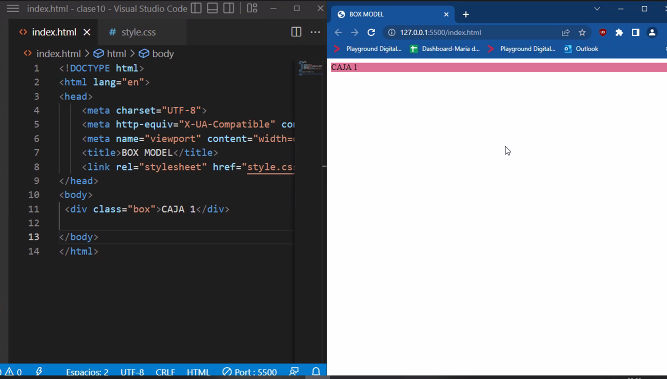 index.html - clase10 - Visual Studio Code
index.html
# style.css
index.html > html > body
1 <!DOCTYPE html>
2 <html lang="en">
3 <head>
4 <meta charset="UTF-8">
5 <meta http-equiv="X-UA-Compatible" co
6 <meta name="viewport" content="width=
7 <title>BOX MODEL</title>
8 <link rel="stylesheet" href="style.cs
9 </head>
10 <body>
11 <div class="box">CAJA 1</div>
12
13 </body>
14 </html>
0 Espacios: 2 UTF-8 CRLF HTML Port : 5500
BOX MODEL
127.0.0.1:5500/index.html
Playground Digital... Dashboard-Maria d... Playground Digital... Outlook
CAJA 1